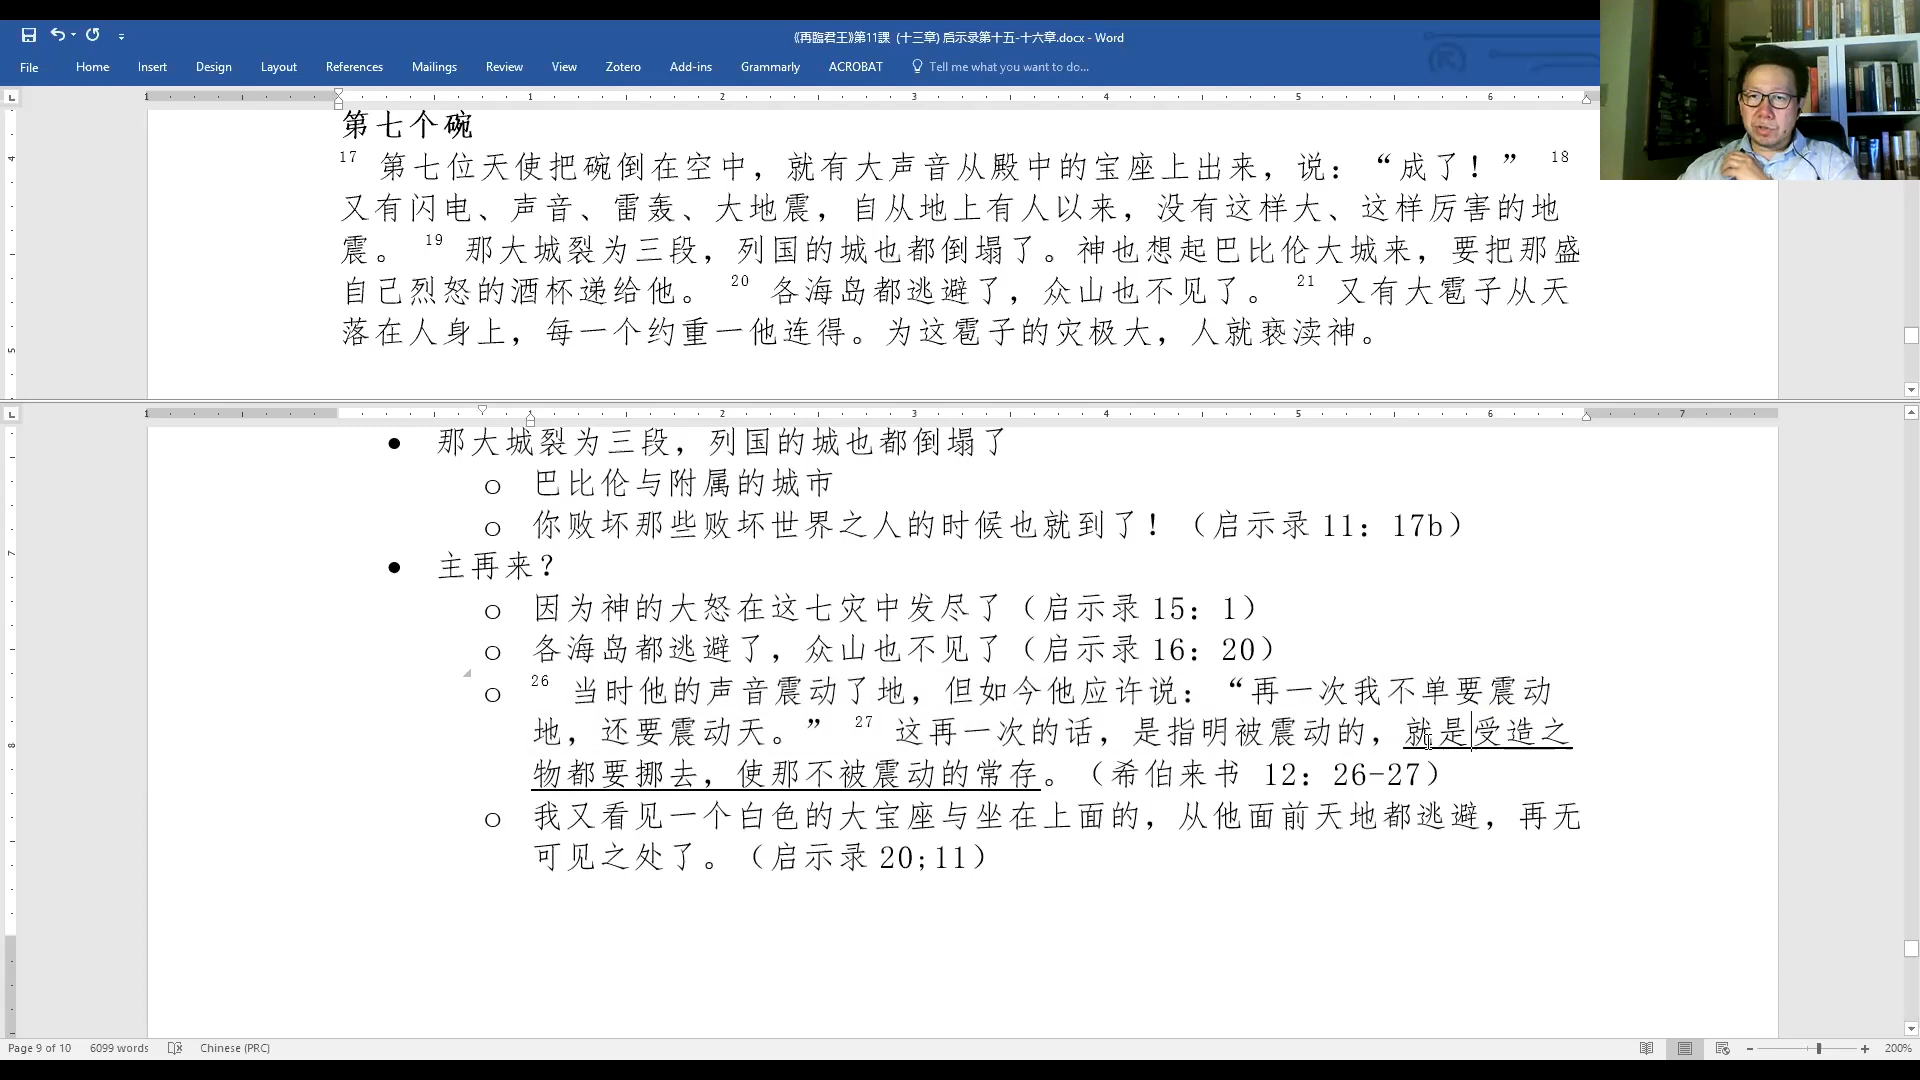 《再臨君王》第11課 (十三章) 启示录第十五-十六章.docx - Word
File Home Insert Design Layout References Mailings Review View Zotero Add-ins Grammarly ACROBAT Tell me what you want to do...
1 1 2 3 4 5 6
第七个碗
17 第七位天使把碗倒在空中，就有大声音从殿中的宝座上出来，说：“成了！” 18
又有闪电、声音、雷轰、大地震，自从地上有人以来，没有这样大、这样厉害的地
震。 19 那大城裂为三段，列国的城也都倒塌了。神也想起巴比伦大城来，要把那盛
自己烈怒的酒杯递给他。 20 各海岛都逃避了，众山也不见了。 21 又有大雹子从天
落在人身上，每一个约重一他连得。为这雹子的灾极大，人就亵渎神。
4
5
1 1 2 3 4 5 6 7
• 那大城裂为三段，列国的城也都倒塌了
o 巴比伦与附属的城市
o 你败坏那些败坏世界之人的时候也就到了！（启示录 11：17b）
• 主再来？
o 因为神的大怒在这七灾中发尽了（启示录 15：1）
o 各海岛都逃避了，众山也不见了（启示录 16：20）
o 26 当时他的声音震动了地，但如今他应许说：“再一次我不单要震动
地，还要震动天。” 27 这再一次的话，是指明被震动的，就是受造之
物都要挪去，使那不被震动的常存。（希伯来书 12：26-27）
o 我又看见一个白色的大宝座与坐在上面的，从他面前天地都逃避，再无
可见之处了。（启示录 20;11）
7
8
Page 9 of 10 6099 words Chinese (PRC) 200%